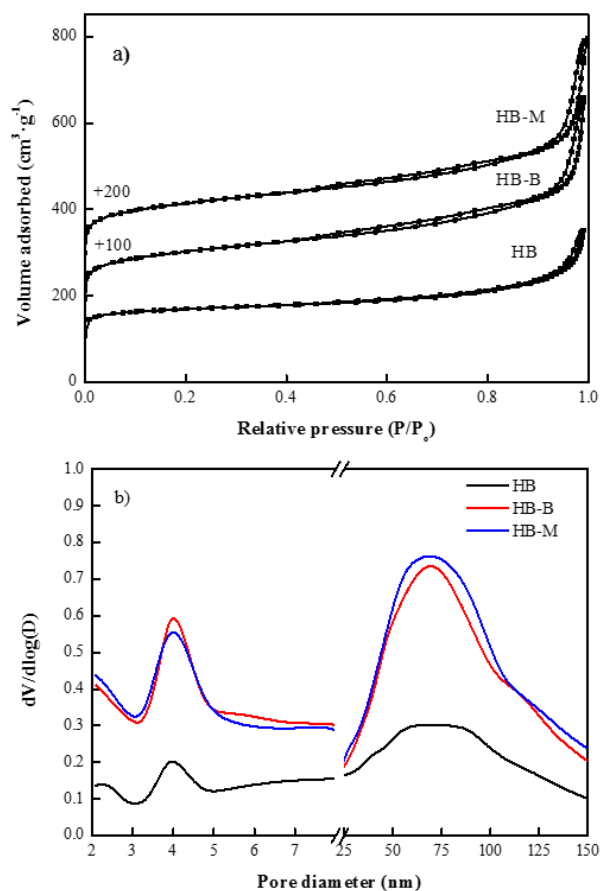 a)
Volume adsorbed (cm³·g⁻¹)
800
600
400
200
0
HB-M
+200
HB-B
+100
HB
0.0 0.2 0.4 0.6 0.8 1.0
Relative pressure (P/Pₒ)
b)
HB
HB-B
HB-M
dV/dlog(D)
1.0
0.9
0.8
0.7
0.6
0.5
0.4
0.3
0.2
0.1
0.0
2 3 4 5 6 7 25 50 75 100 125 150
Pore diameter (nm)